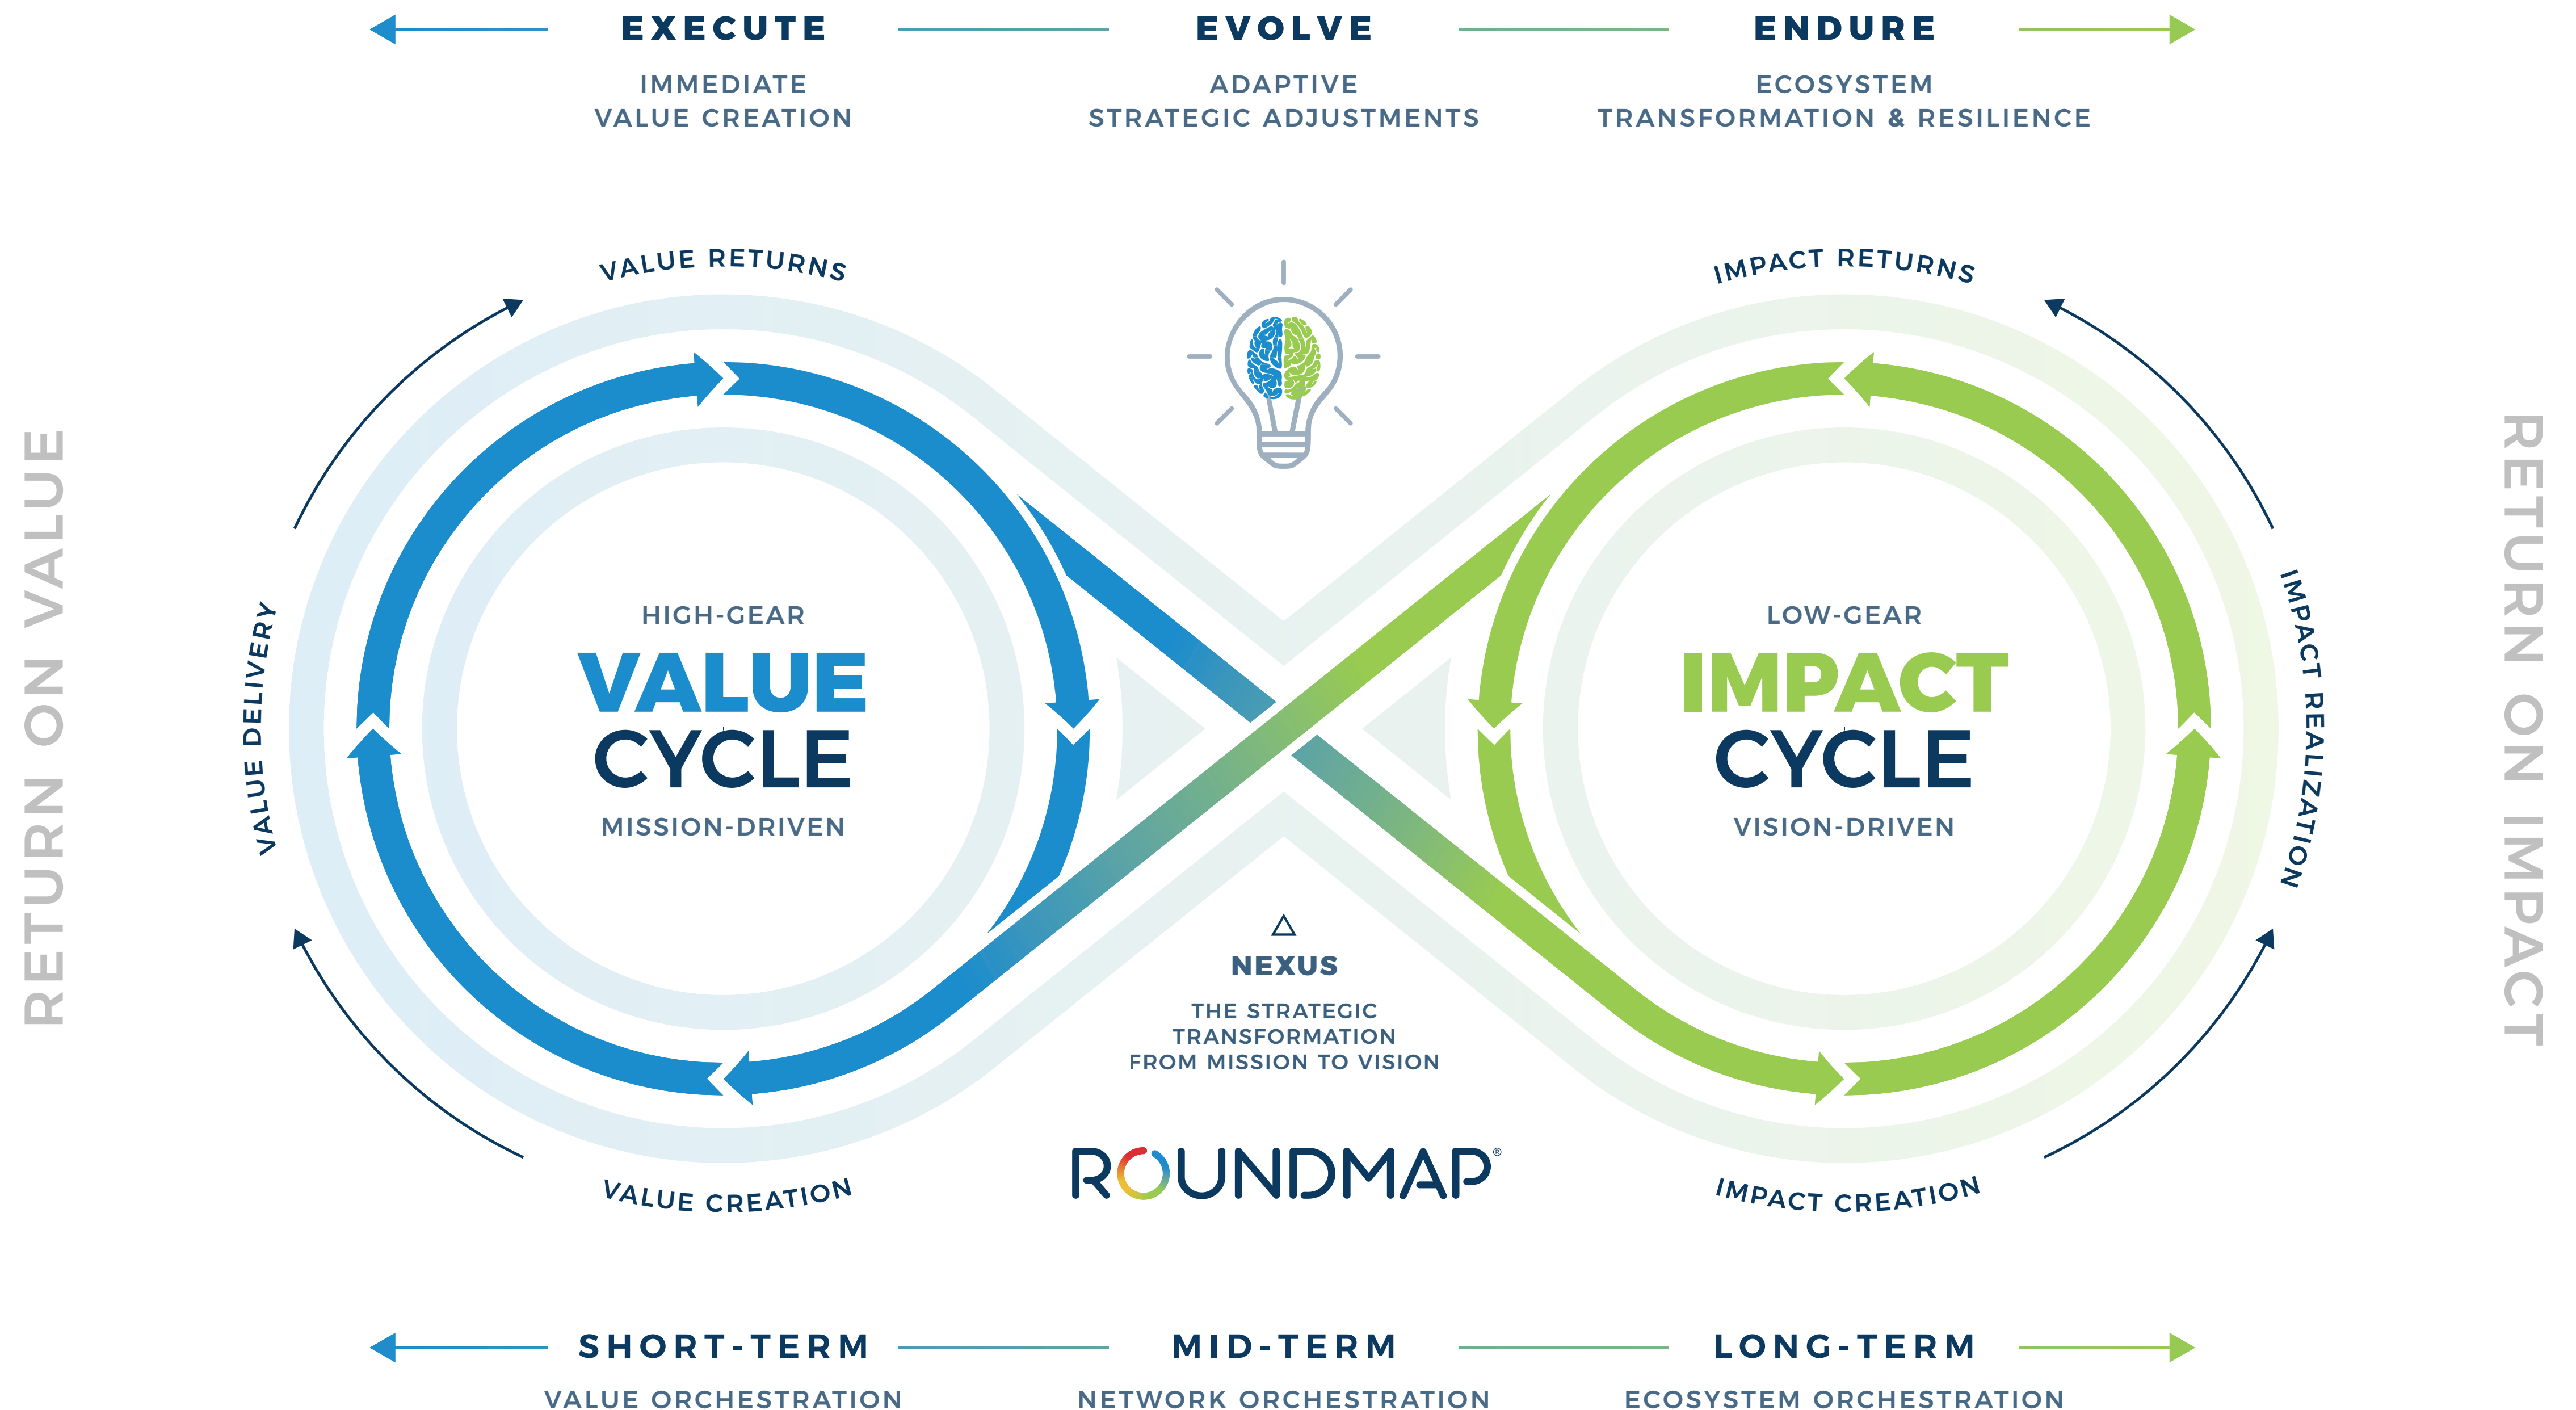 EXECUTE
IMMEDIATE
VALUE CREATION
EVOLVE
ADAPTIVE
STRATEGIC ADJUSTMENTS
ENDURE
ECOSYSTEM
TRANSFORMATION & RESILIENCE
RETURN ON VALUE
VALUE RETURNS
VALUE DELIVERY
VALUE CREATION
HIGH-GEAR
VALUE
CYCLE
MISSION-DRIVEN
NEXUS
THE STRATEGIC
TRANSFORMATION
FROM MISSION TO VISION
ROUNDMAP®
IMPACT RETURNS
IMPACT REALIZATION
IMPACT CREATION
LOW-GEAR
IMPACT
CYCLE
VISION-DRIVEN
RETURN ON IMPACT
SHORT-TERM
VALUE ORCHESTRATION
MID-TERM
NETWORK ORCHESTRATION
LONG-TERM
ECOSYSTEM ORCHESTRATION